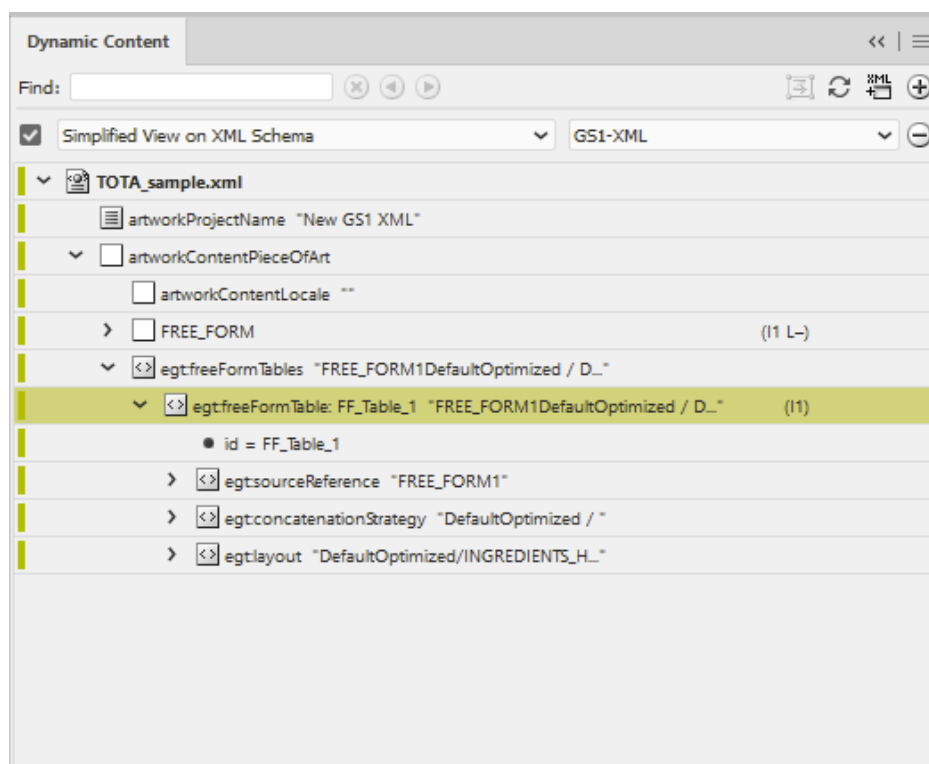 Dynamic Content
Find:
XML
Simplified View on XML Schema GS1-XML
TOTA_sample.xml
artworkProjectName "New GS1 XML"
artworkContentPieceOfArt
artworkContentLocale ""
FREE_FORM (I1 L--)
egt:freeFormTables "FREE_FORM1DefaultOptimized / D..."
egt:freeFormTable: FF_Table_1 "FREE_FORM1DefaultOptimized / D..." (I1)
id = FF_Table_1
egt:sourceReference "FREE_FORM1"
egt:concatenationStrategy "DefaultOptimized / "
egt:layout "DefaultOptimized/INGREDIENTS_H..."